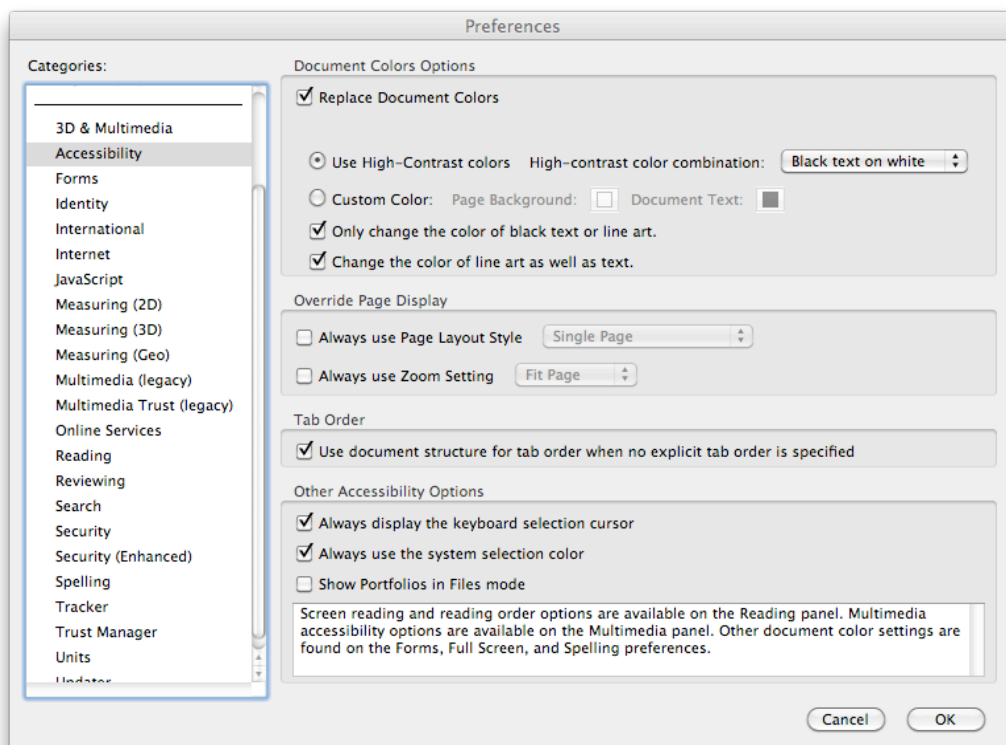 Preferences
Categories:
3D & Multimedia
Accessibility
Forms
Identity
International
Internet
JavaScript
Measuring (2D)
Measuring (3D)
Measuring (Geo)
Multimedia (legacy)
Multimedia Trust (legacy)
Online Services
Reading
Reviewing
Search
Security
Security (Enhanced)
Spelling
Tracker
Trust Manager
Units
Updater
Document Colors Options
Replace Document Colors
Use High-Contrast colors High-contrast color combination: Black text on white
Custom Color: Page Background: Document Text:
Only change the color of black text or line art.
Change the color of line art as well as text.
Override Page Display
Always use Page Layout Style Single Page
Always use Zoom Setting Fit Page
Tab Order
Use document structure for tab order when no explicit tab order is specified
Other Accessibility Options
Always display the keyboard selection cursor
Always use the system selection color
Show Portfolios in Files mode
Screen reading and reading order options are available on the Reading panel. Multimedia
accessibility options are available on the Multimedia panel. Other document color settings are
found on the Forms, Full Screen, and Spelling preferences.
Cancel OK